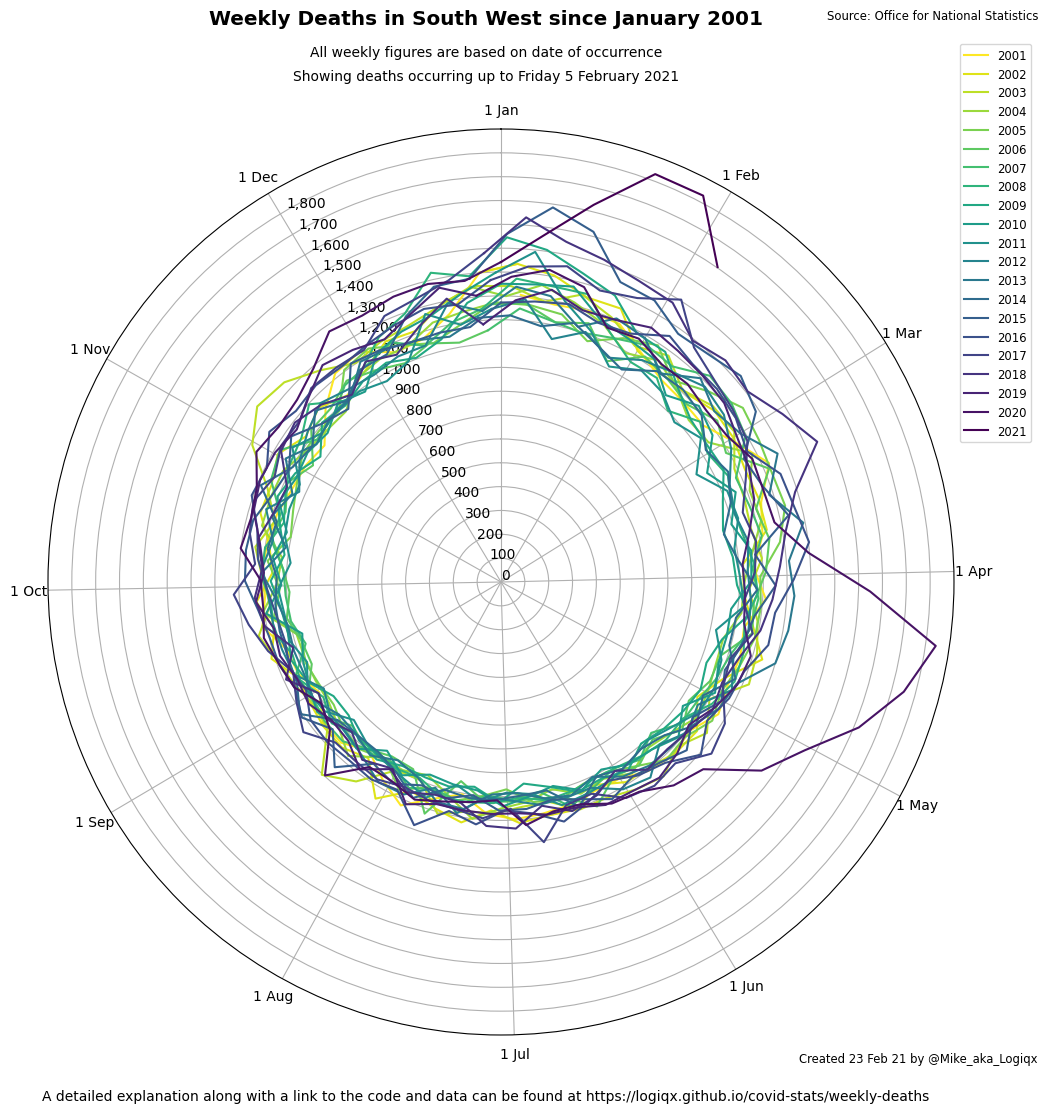 Weekly Deaths in South West since January 2001
Source: Office for National Statistics
All weekly figures are based on date of occurrence
Showing deaths occurring up to Friday 5 February 2021
2001
2002
2003
2004
2005
2006
2007
2008
2009
2010
2011
2012
2013
2014
2015
2016
2017
2018
2019
2020
2021
1 Jan
1 Feb
1 Mar
1 Apr
1 May
1 Jun
1 Jul
1 Aug
1 Sep
1 Oct
1 Nov
1 Dec
1,800
1,700
1,600
1,500
1,400
1,300
1,200
1,000
900
800
700
600
500
400
300
200
100
0
Created 23 Feb 21 by @Mike_aka_Logiqx
A detailed explanation along with a link to the code and data can be found at https://logiqx.github.io/covid-stats/weekly-deaths